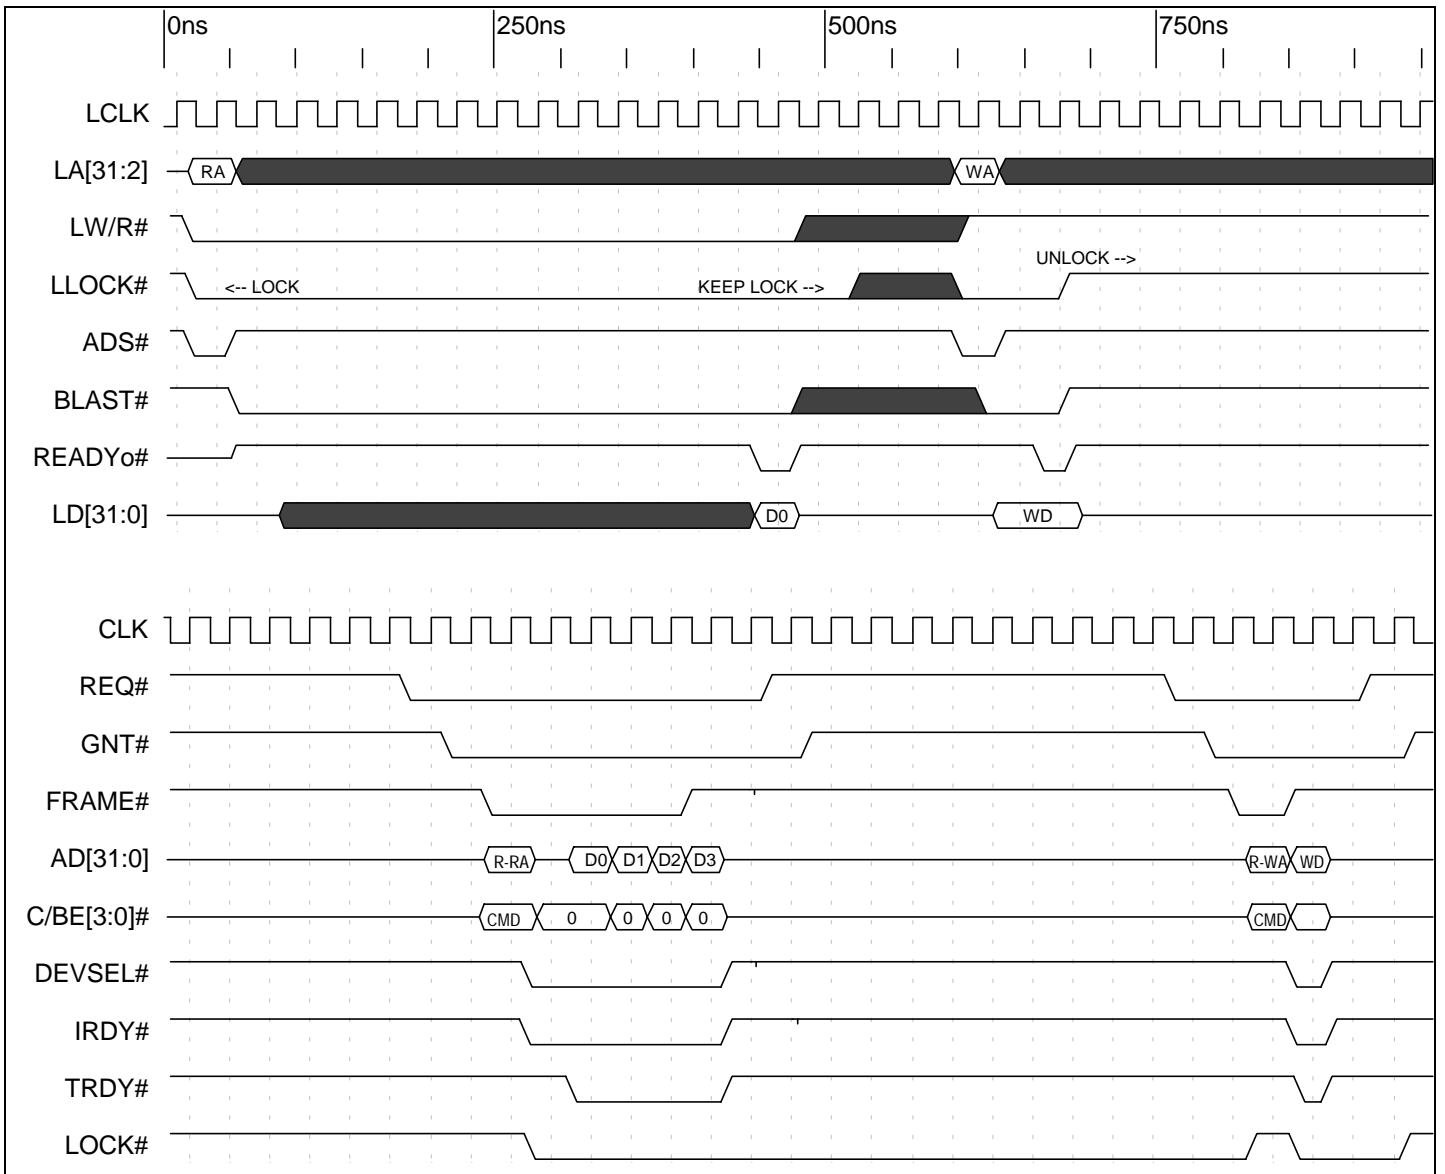 0ns 250ns 500ns 750ns
LCLK
LA[31:2] RA WA
LW/R#
UNLOCK -->
LLOCK# <-- LOCK KEEP LOCK -->
ADS#
BLAST#
READYo#
LD[31:0] D0 WD
CLK
REQ#
GNT#
FRAME#
AD[31:0] R-RA D0 D1 D2 D3 R-WA WD
C/BE[3:0]# CMD 0 0 0 0 CMD
DEVSEL#
IRDY#
TRDY#
LOCK#